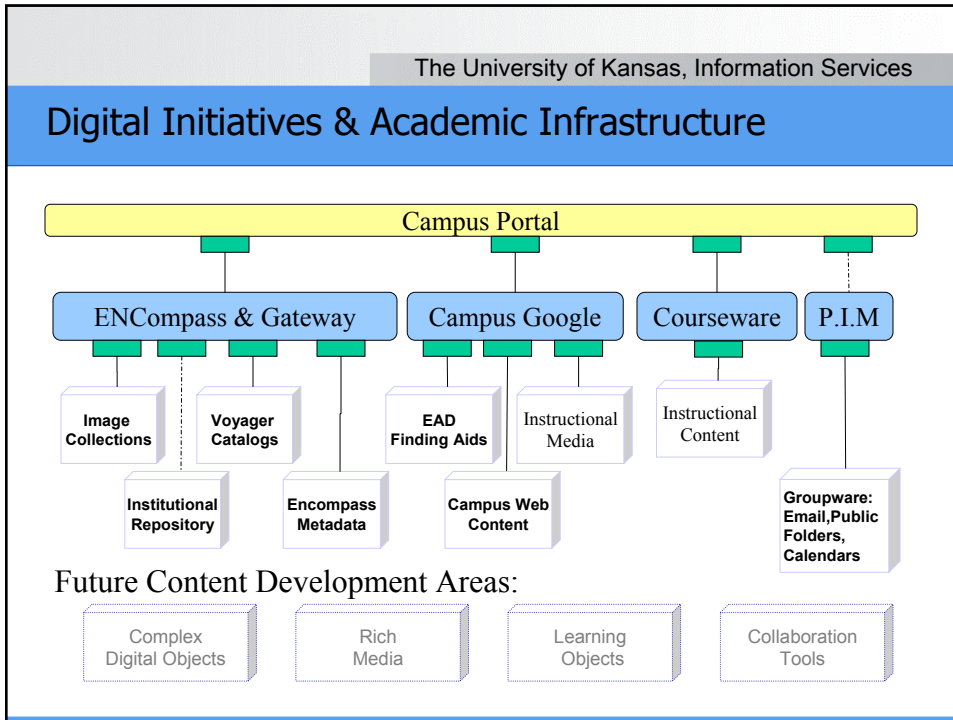 The University of Kansas, Information Services
Digital Initiatives & Academic Infrastructure
Campus Portal
ENCompass & Gateway
Campus Google
Courseware
P.I.M
Image
Collections
Voyager
Catalogs
EAD
Finding Aids
Instructional
Media
Instructional
Content
Institutional
Repository
Encompass
Metadata
Campus Web
Content
Groupware:
Email,Public
Folders,
Calendars
Future Content Development Areas:
Complex
Digital Objects
Rich
Media
Learning
Objects
Collaboration
Tools